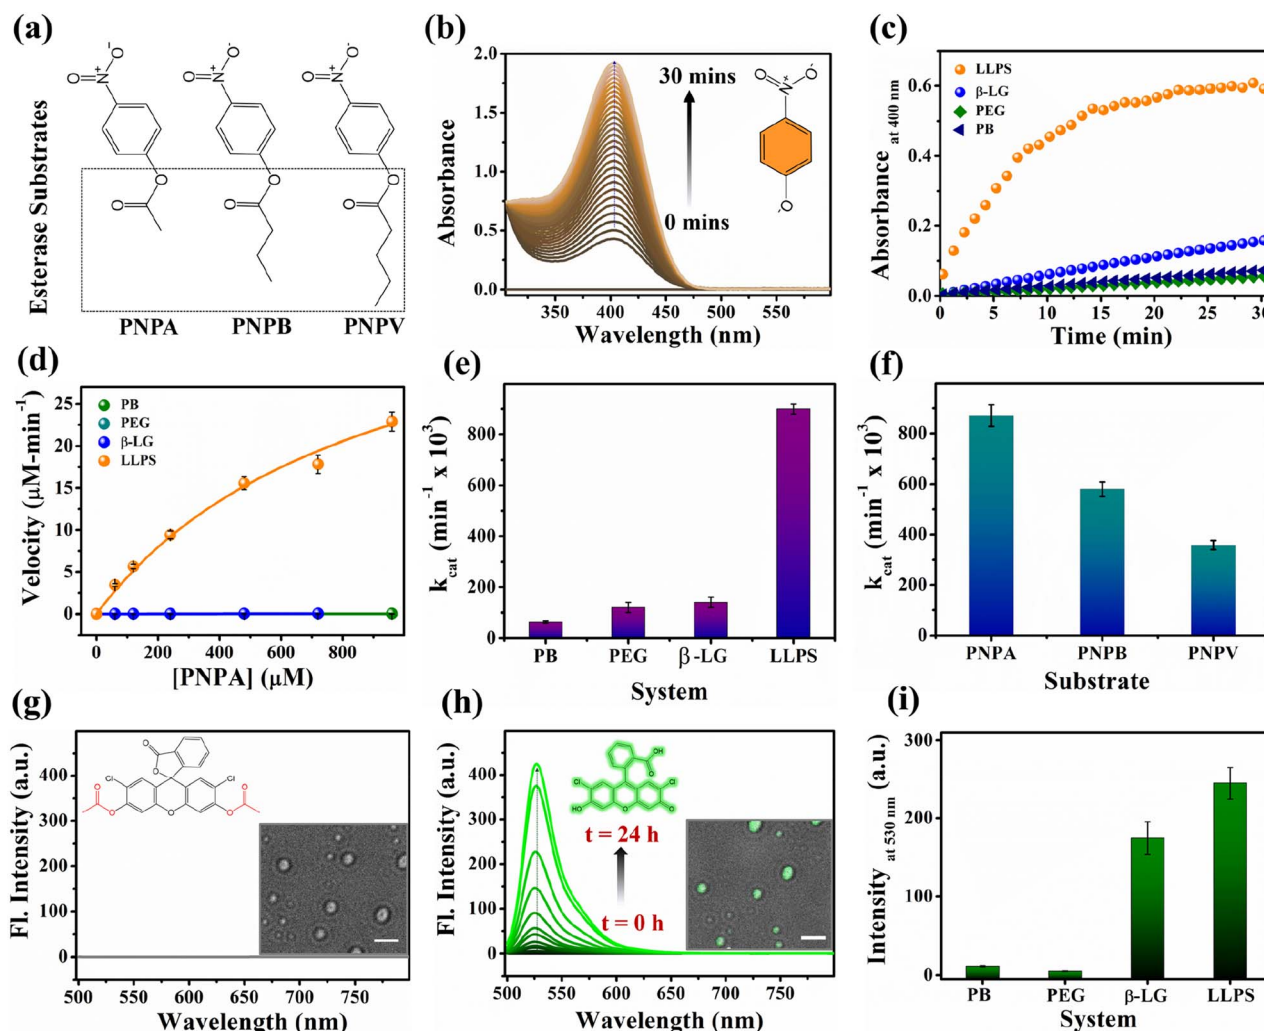 (a)
Esterase Substrates
PNPA
PNPB
PNPV
(b)
Absorbance
2.0
1.5
1.0
0.5
0.0
30 mins
0 mins
350 400 450 500 550
Wavelength (nm)
(c)
Absorbance at 400 nm
0.6
0.4
0.2
0.0
LLPS
β-LG
PEG
PB
0 5 10 15 20 25 30
Time (min)
(d)
Velocity (μM-min⁻¹)
25
20
15
10
5
0
PB
PEG
β-LG
LLPS
0 200 400 600 800
[PNPA] (μM)
(e)
kcat (min⁻¹ x 10³)
800
600
400
200
0
PB PEG β-LG LLPS
System
(f)
kcat (min⁻¹ x 10³)
800
600
400
200
0
PNPA PNPB PNPV
Substrate
(g)
Fl. Intensity (a.u.)
400
300
200
100
0
500 550 600 650 700 750
Wavelength (nm)
(h)
Fl. Intensity (a.u.)
400
300
200
100
0
t = 24 h
t = 0 h
500 550 600 650 700 750
Wavelength (nm)
(i)
Intensity at 530 nm (a.u.)
300
200
100
0
PB PEG β-LG LLPS
System